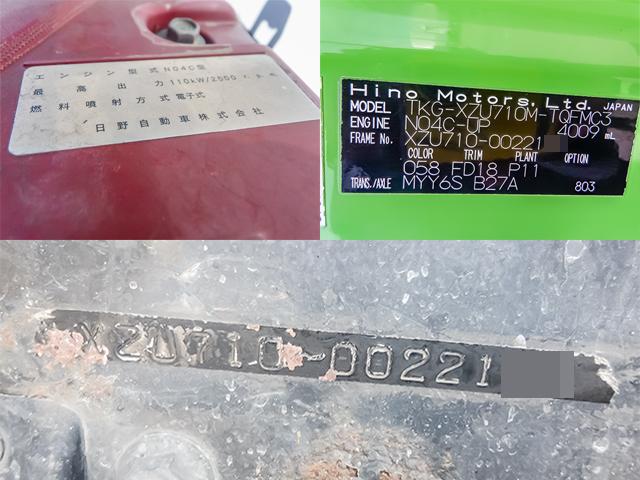 エンジン型式 N04C型
最高出力 110kW/2500 r.p.m
燃料噴射方式 電子式
日野自動車株式会社
Hino Motors, Ltd. JAPAN
MODEL TKG-XZU710M-TQFMC3
ENGINE N04C-UP 4009 mL
FRAME No. XZU710-00221
COLOR TRIM PLANT OPTION
058 FD18 P11
TRANS./AXLE MYY6S B27A 803
XZU710-00221